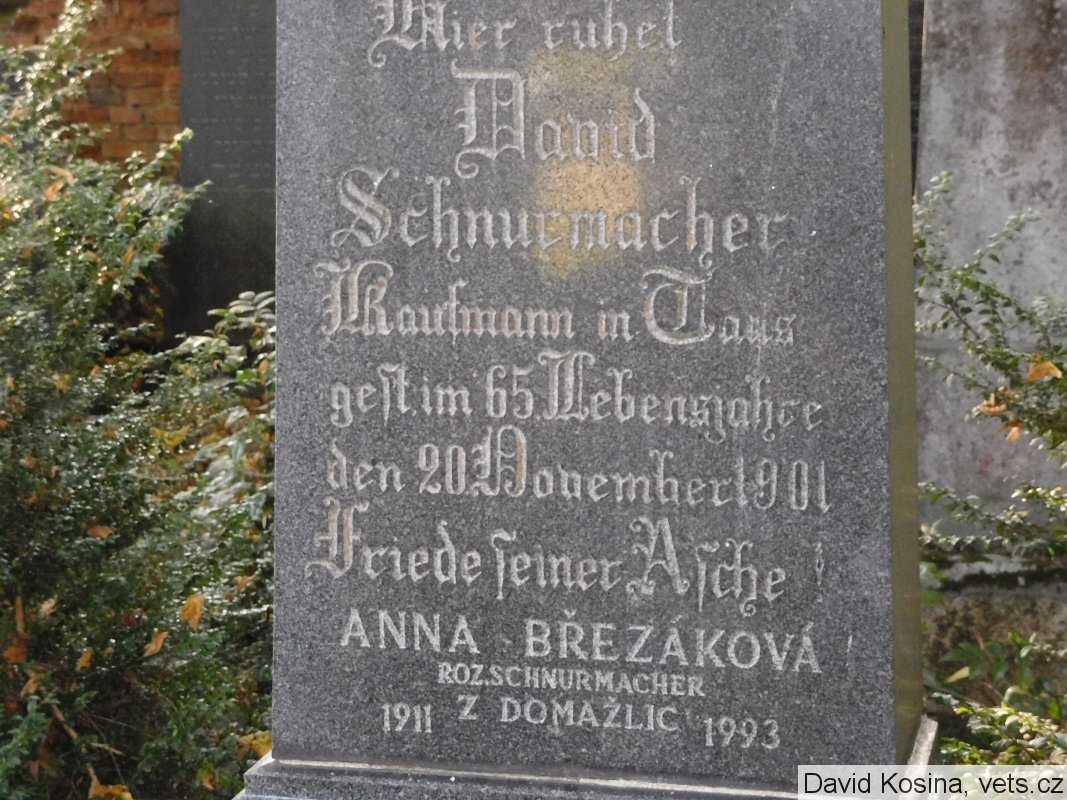 Hier ruhet
David
Schnurmacher
Kaufmann in Taus
gest. im 65. Lebensjahre
den 20. November 1901
Friede seiner Asche!
ANNA BŘEZÁKOVÁ
ROZ. SCHNURMACHER
Z DOMAŽLIC
1911 1993
David Kosina, vets.cz